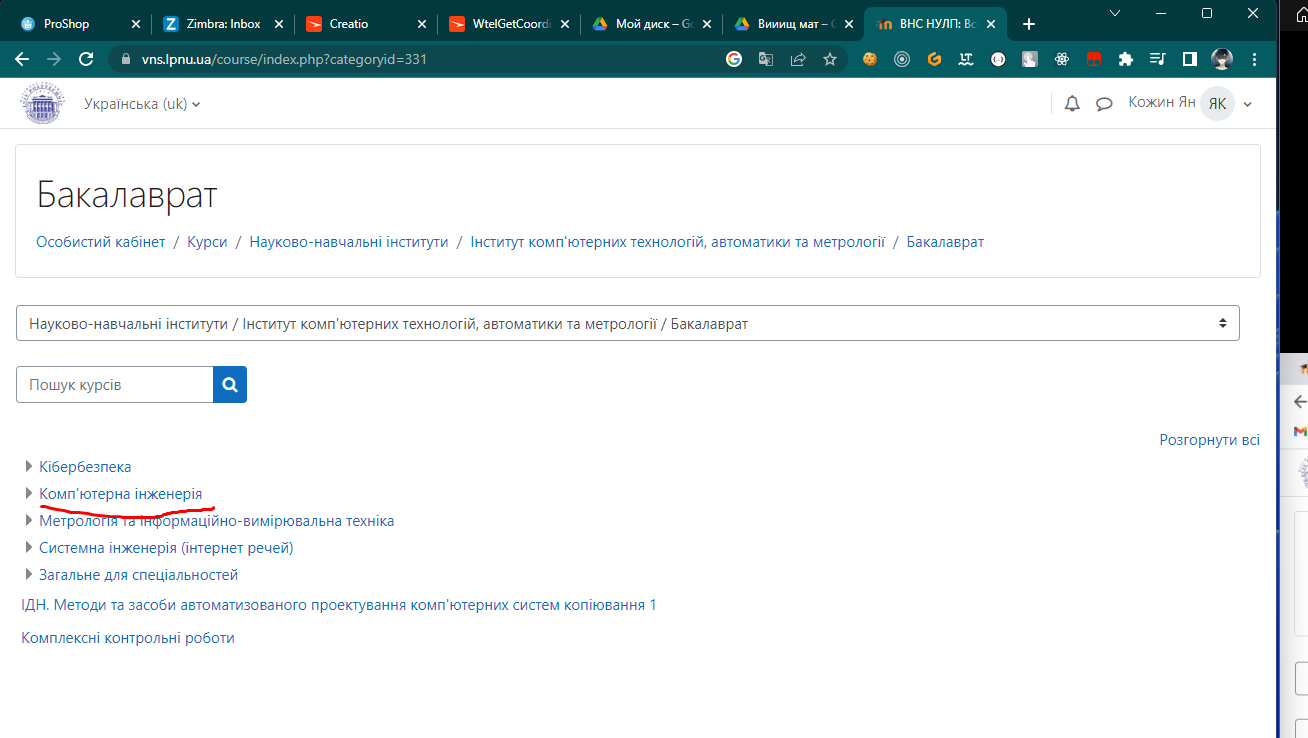 ProShop
Zimbra: Inbox
Creatio
WtelGetCoordi
Мой диск – Go
Вииищ мат –
ВНС НУЛП: Вс
vns.lpnu.ua/course/index.php?categoryid=331
Українська (uk)
Кожин Ян
ЯК
Бакалаврат
Особистий кабінет / Курси / Науково-навчальні інститути / Інститут комп'ютерних технологій, автоматики та метрології / Бакалаврат
Науково-навчальні інститути / Інститут комп'ютерних технологій, автоматики та метрології / Бакалаврат
Пошук курсів
Розгорнути всі
Кібербезпека
Комп'ютерна інженерія
Метрологія та інформаційно-вимірювальна техніка
Системна інженерія (інтернет речей)
Загальне для спеціальностей
ІДН. Методи та засоби автоматизованого проектування комп'ютерних систем копіювання 1
Комплексні контрольні роботи